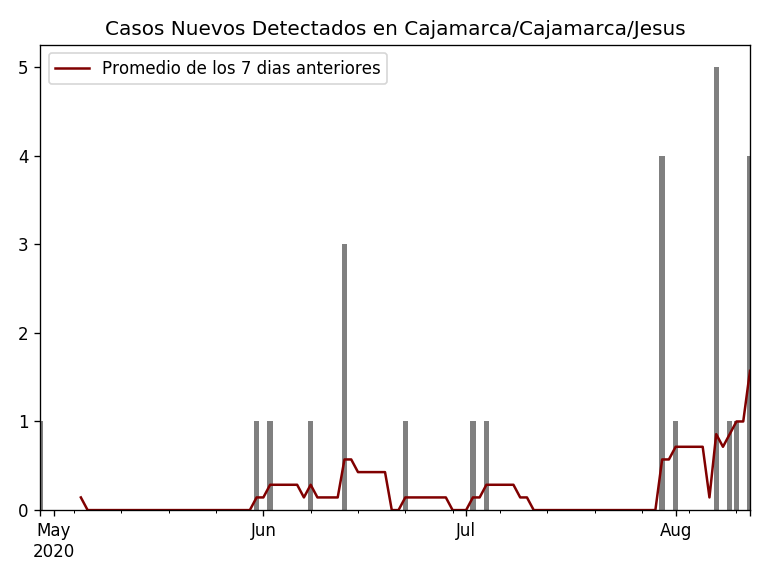 Casos Nuevos Detectados en Cajamarca/Cajamarca/Jesus
Promedio de los 7 dias anteriores
5
4
3
2
1
0
May Jun Jul Aug
2020